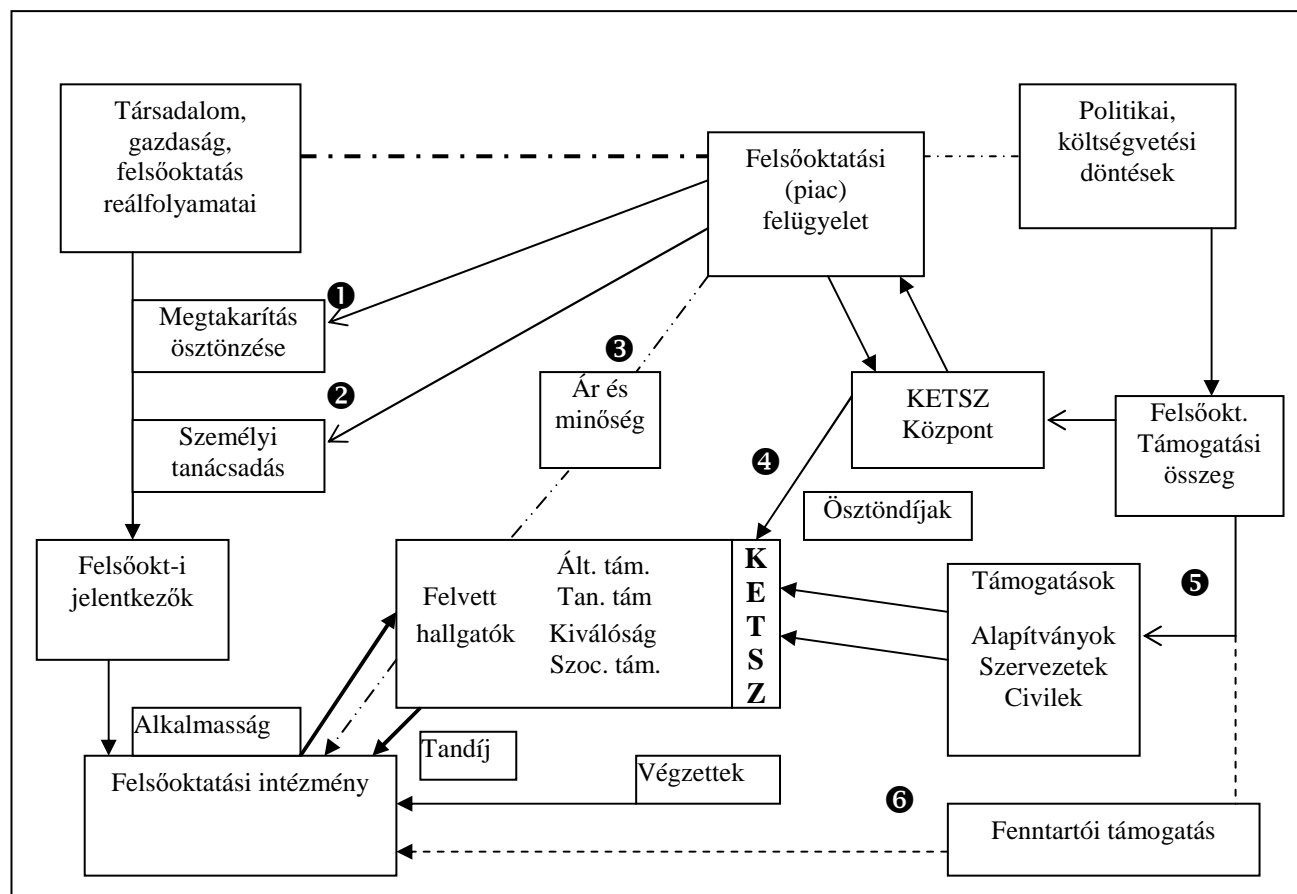 Társadalom,
gazdaság,
felsőoktatás
reálfolyamatai
Felsőoktatási
(piac)
felügyelet
Politikai,
költségvetési
döntések
❶
Megtakarítás
ösztönzése
❷
Személyi
tanácsadás
❸
Ár és
minőség
KETSZ
Központ
Felsőokt.
Támogatási
összeg
❹
Ösztöndíjak
Felsőokt-i
jelentkezők
Felvett
hallgatók
Ált. tám.
Tan. tám
Kiválóság
Szoc. tám.
K
E
T
S
Z
Támogatások
Alapítványok
Szervezetek
Civilek
❺
Alkalmasság
Tandíj
Felsőoktatási intézmény
Végzettek
❻
Fenntartói támogatás